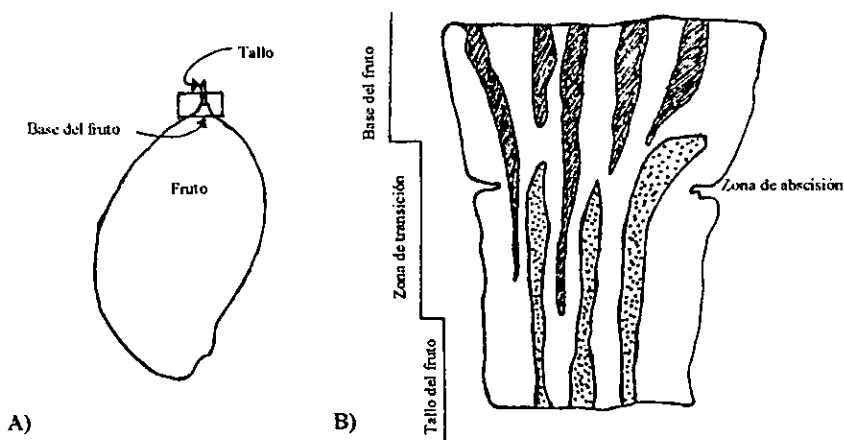 Tallo
Base del fruto
Fruto
A)
Base del fruto
Zona de transición
Tallo del fruto
Zona de abscisión
B)